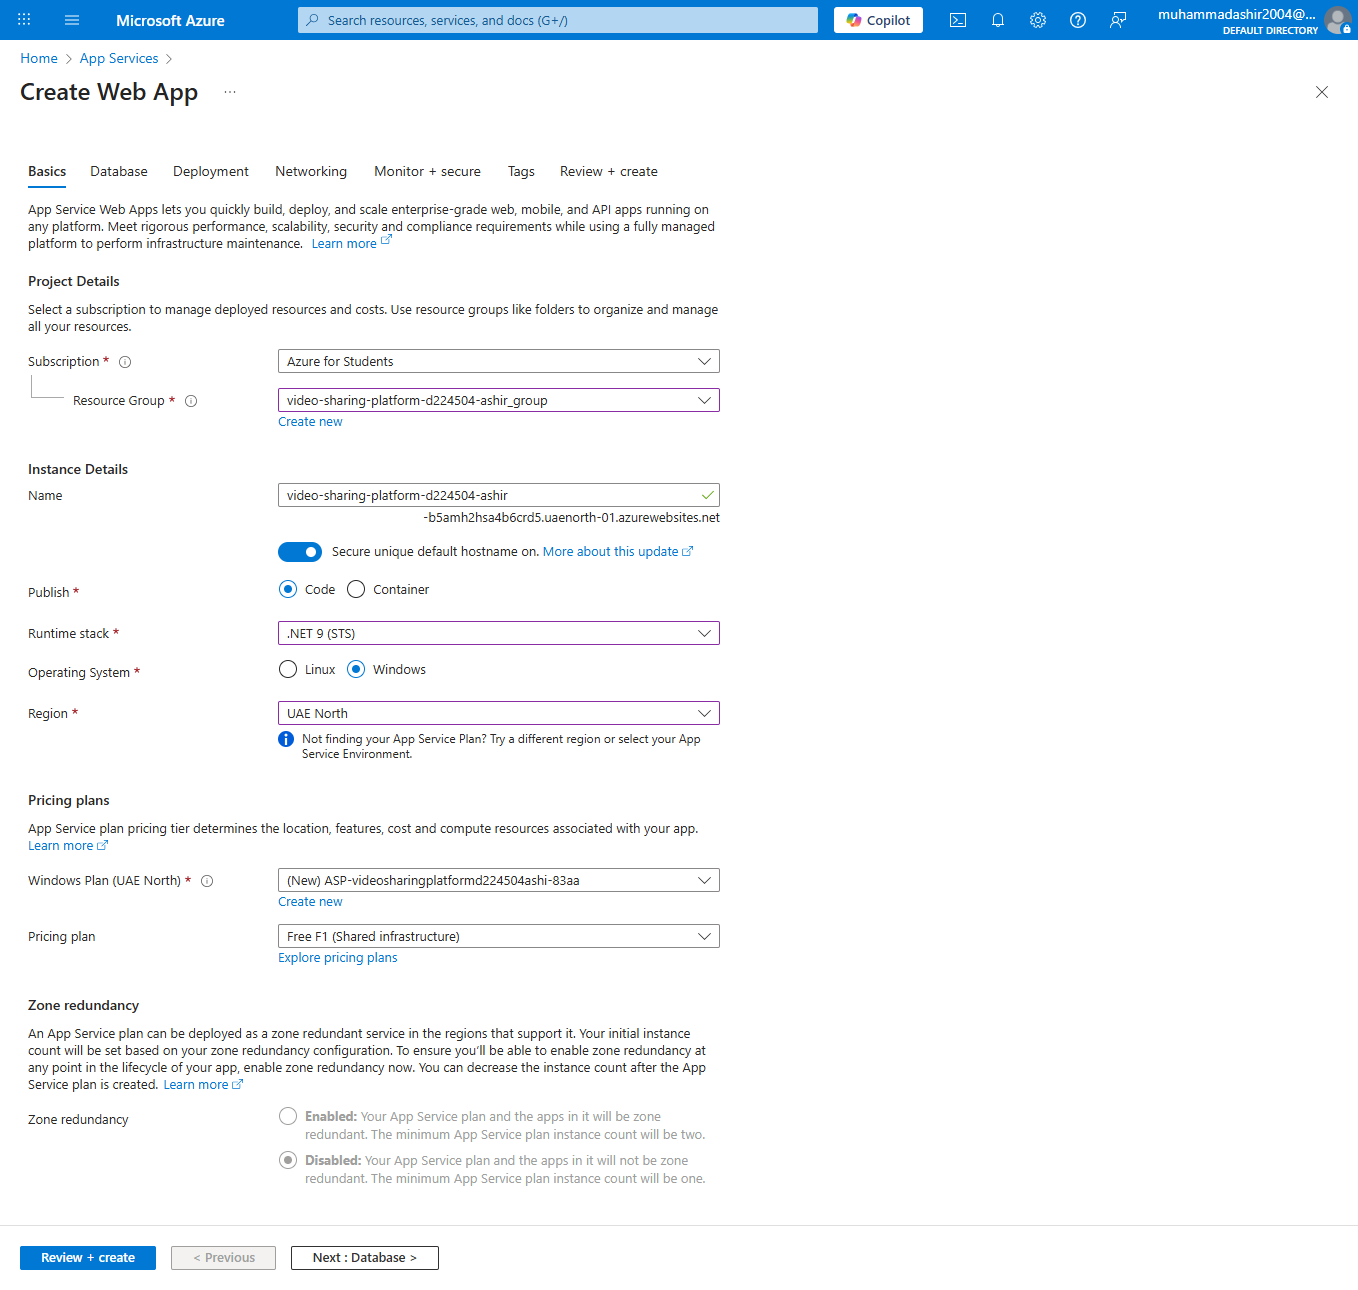 Microsoft Azure
Search resources, services, and docs (G+/)
Copilot
muhammadashir2004@...
DEFAULT DIRECTORY
Home > App Services >
Create Web App ...
Basics Database Deployment Networking Monitor + secure Tags Review + create
App Service Web Apps lets you quickly build, deploy, and scale enterprise-grade web, mobile, and API apps running on
any platform. Meet rigorous performance, scalability, security and compliance requirements while using a fully managed
platform to perform infrastructure maintenance. Learn more
Project Details
Select a subscription to manage deployed resources and costs. Use resource groups like folders to organize and manage
all your resources.
Subscription *
Azure for Students
Resource Group *
video-sharing-platform-d224504-ashir_group
Create new
Instance Details
Name
video-sharing-platform-d224504-ashir
-b5amh2hsa4b6crd5.uaenorth-01.azurewebsites.net
Secure unique default hostname on. More about this update
Publish *
Code Container
Runtime stack *
.NET 9 (STS)
Operating System *
Linux Windows
Region *
UAE North
Not finding your App Service Plan? Try a different region or select your App
Service Environment.
Pricing plans
App Service plan pricing tier determines the location, features, cost and compute resources associated with your app.
Learn more
Windows Plan (UAE North) *
(New) ASP-videosharingplatformd224504ashi-83aa
Create new
Pricing plan
Free F1 (Shared infrastructure)
Explore pricing plans
Zone redundancy
An App Service plan can be deployed as a zone redundant service in the regions that support it. Your initial instance
count will be set based on your zone redundancy configuration. To ensure you'll be able to enable zone redundancy at
any point in the lifecycle of your app, enable zone redundancy now. You can decrease the instance count after the App
Service plan is created. Learn more
Zone redundancy
Enabled: Your App Service plan and the apps in it will be zone
redundant. The minimum App Service plan instance count will be two.
Disabled: Your App Service plan and the apps in it will not be zone
redundant. The minimum App Service plan instance count will be one.
Review + create
< Previous
Next : Database >